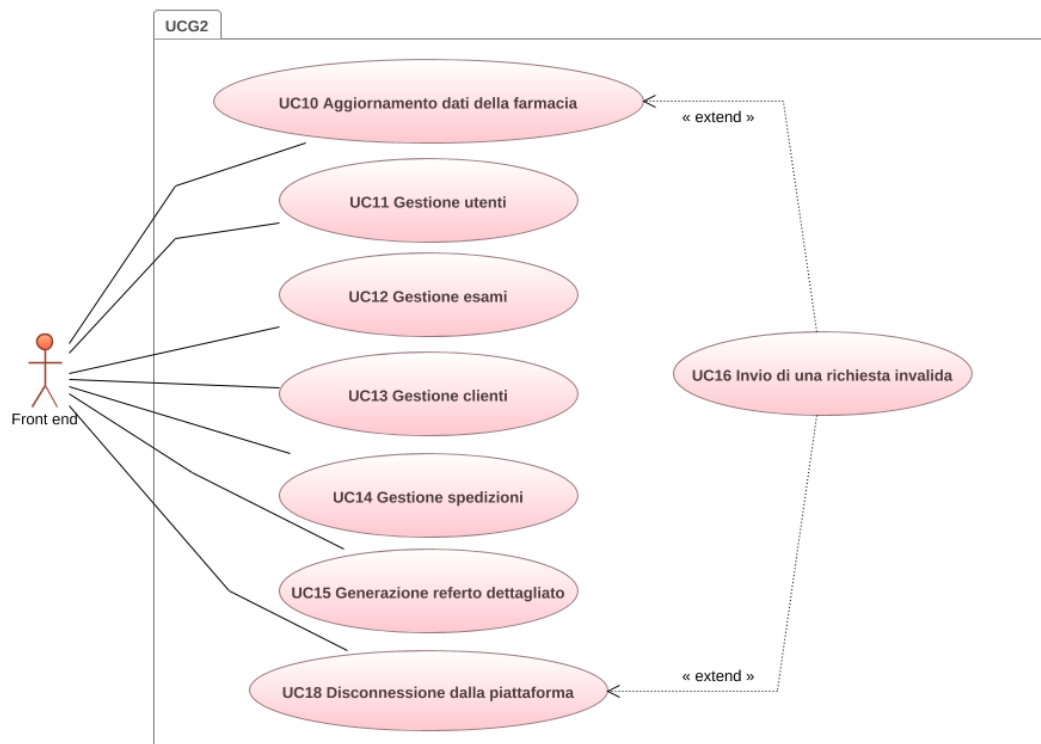 UCG2
UC10 Aggiornamento dati della farmacia
« extend »
UC11 Gestione utenti
UC12 Gestione esami
UC16 Invio di una richiesta invalida
UC13 Gestione clienti
Front end
UC14 Gestione spedizioni
UC15 Generazione referto dettagliato
« extend »
UC18 Disconnessione dalla piattaforma